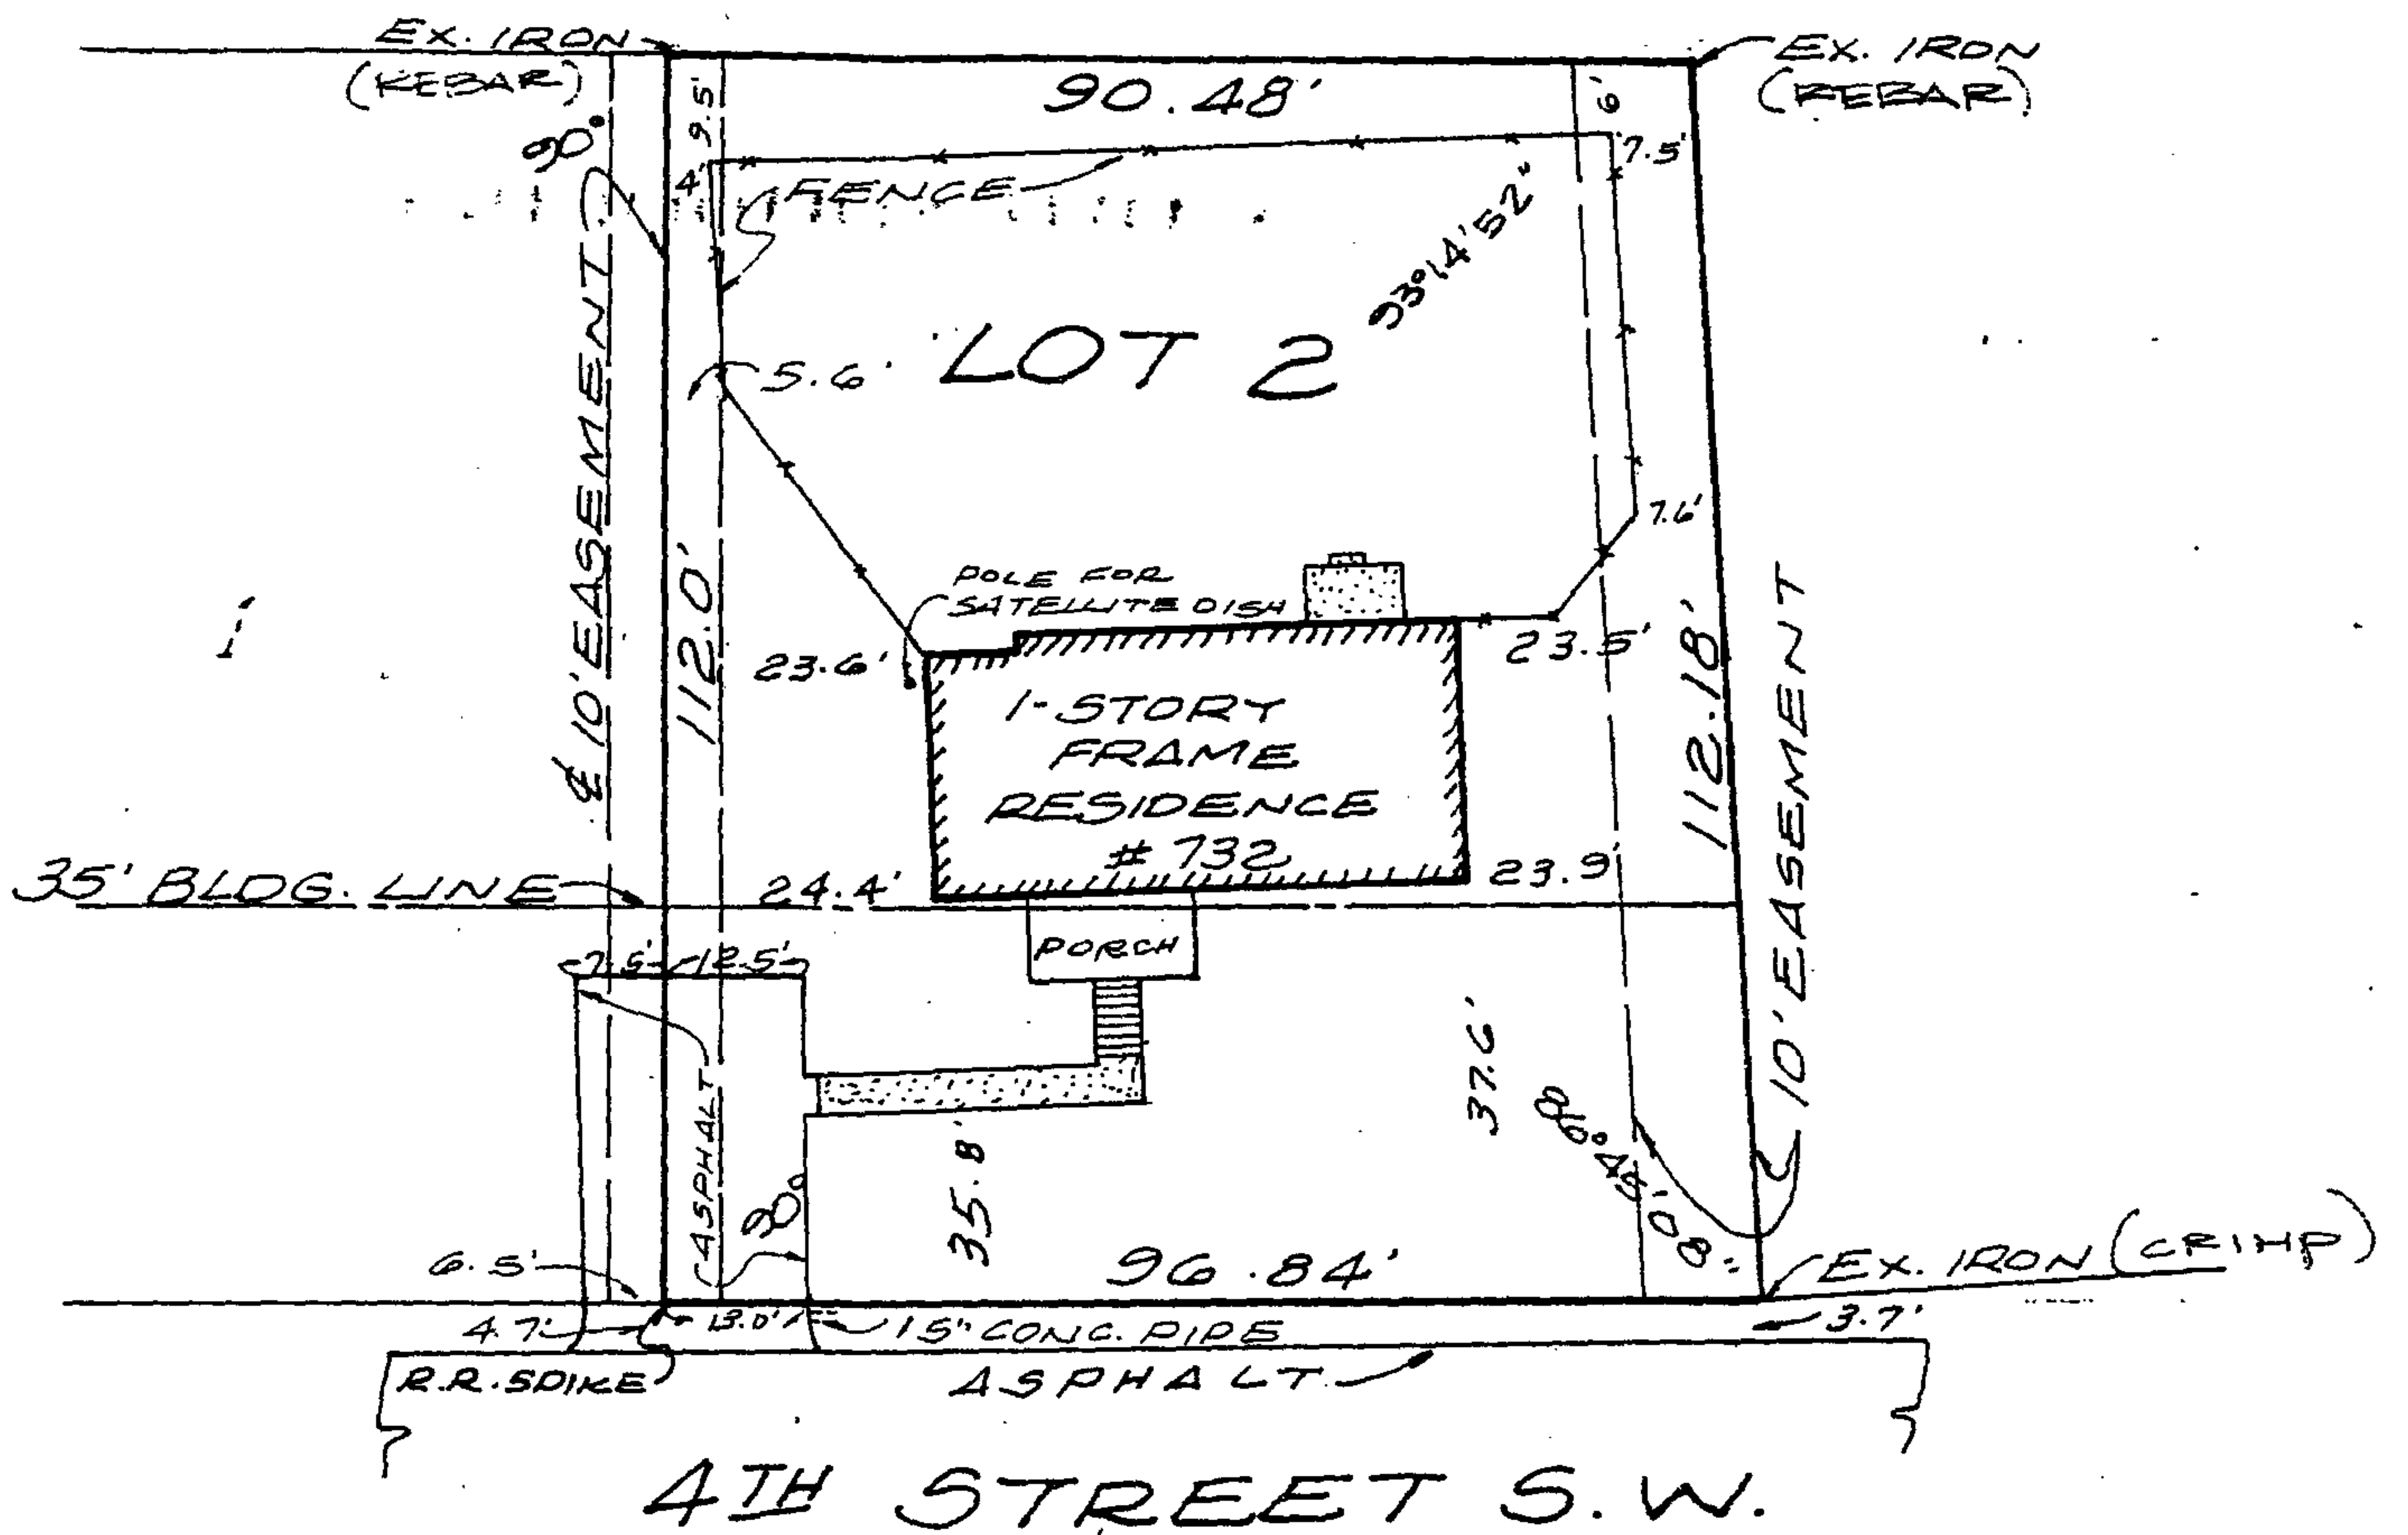 EX. IRON
(REBAR)
EX. IRON
(REBAR)
90.48'
9.5'
6'
90°
7.5'
4'
FENCE
93°14'52"
LOT 2
5.6'
℄ 10' EASEMENT
112.0'
7.6'
POLE FOR
SATELLITE DISH
1
23.6'
23.5'
112.18'
10' EASEMENT
1-STORY
FRAME
RESIDENCE
# 732
35' BLDG. LINE
24.4'
23.9'
PORCH
7.5'
12.5'
ASPHALT
90°
35.8'
37.6'
6.5'
96.84'
EX. IRON (CRIMP)
4.7'
13.0'
15" CONC. PIPE
3.7'
R.R. SPIKE
ASPHALT
4TH STREET S.W.